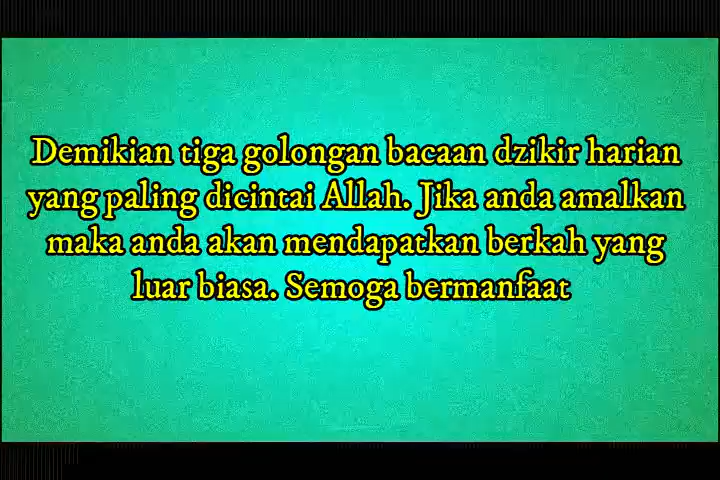 Demikian tiga golongan bacaan dzikir harian
yang paling dicintai Allah. Jika anda amalkan
maka anda akan mendapatkan berkah yang
luar biasa. Semoga bermanfaat